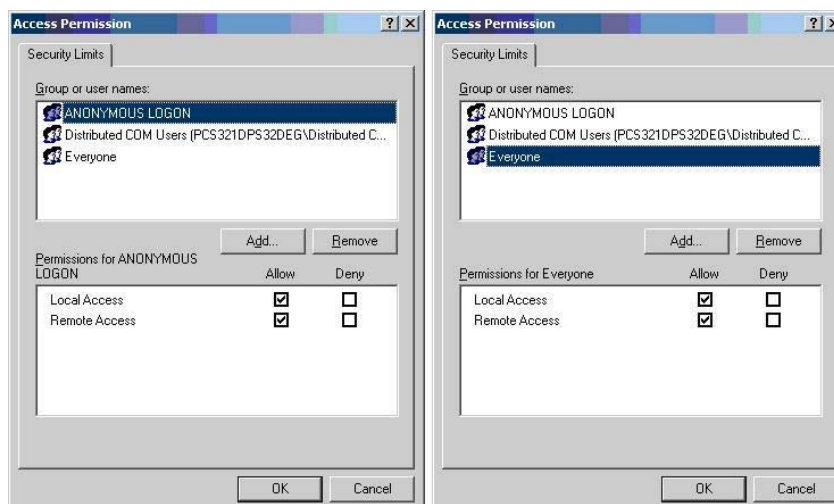 Access Permission
Security Limits
Group or user names:
ANONYMOUS LOGON
Distributed COM Users (PCS321DPS32DEG\Distributed C...
Everyone
Add...
Remove
Permissions for ANONYMOUS
LOGON
Allow
Deny
Local Access
Remote Access
OK
Cancel
Access Permission
Security Limits
Group or user names:
ANONYMOUS LOGON
Distributed COM Users (PCS321DPS32DEG\Distributed C...
Everyone
Add...
Remove
Permissions for Everyone
Allow
Deny
Local Access
Remote Access
OK
Cancel